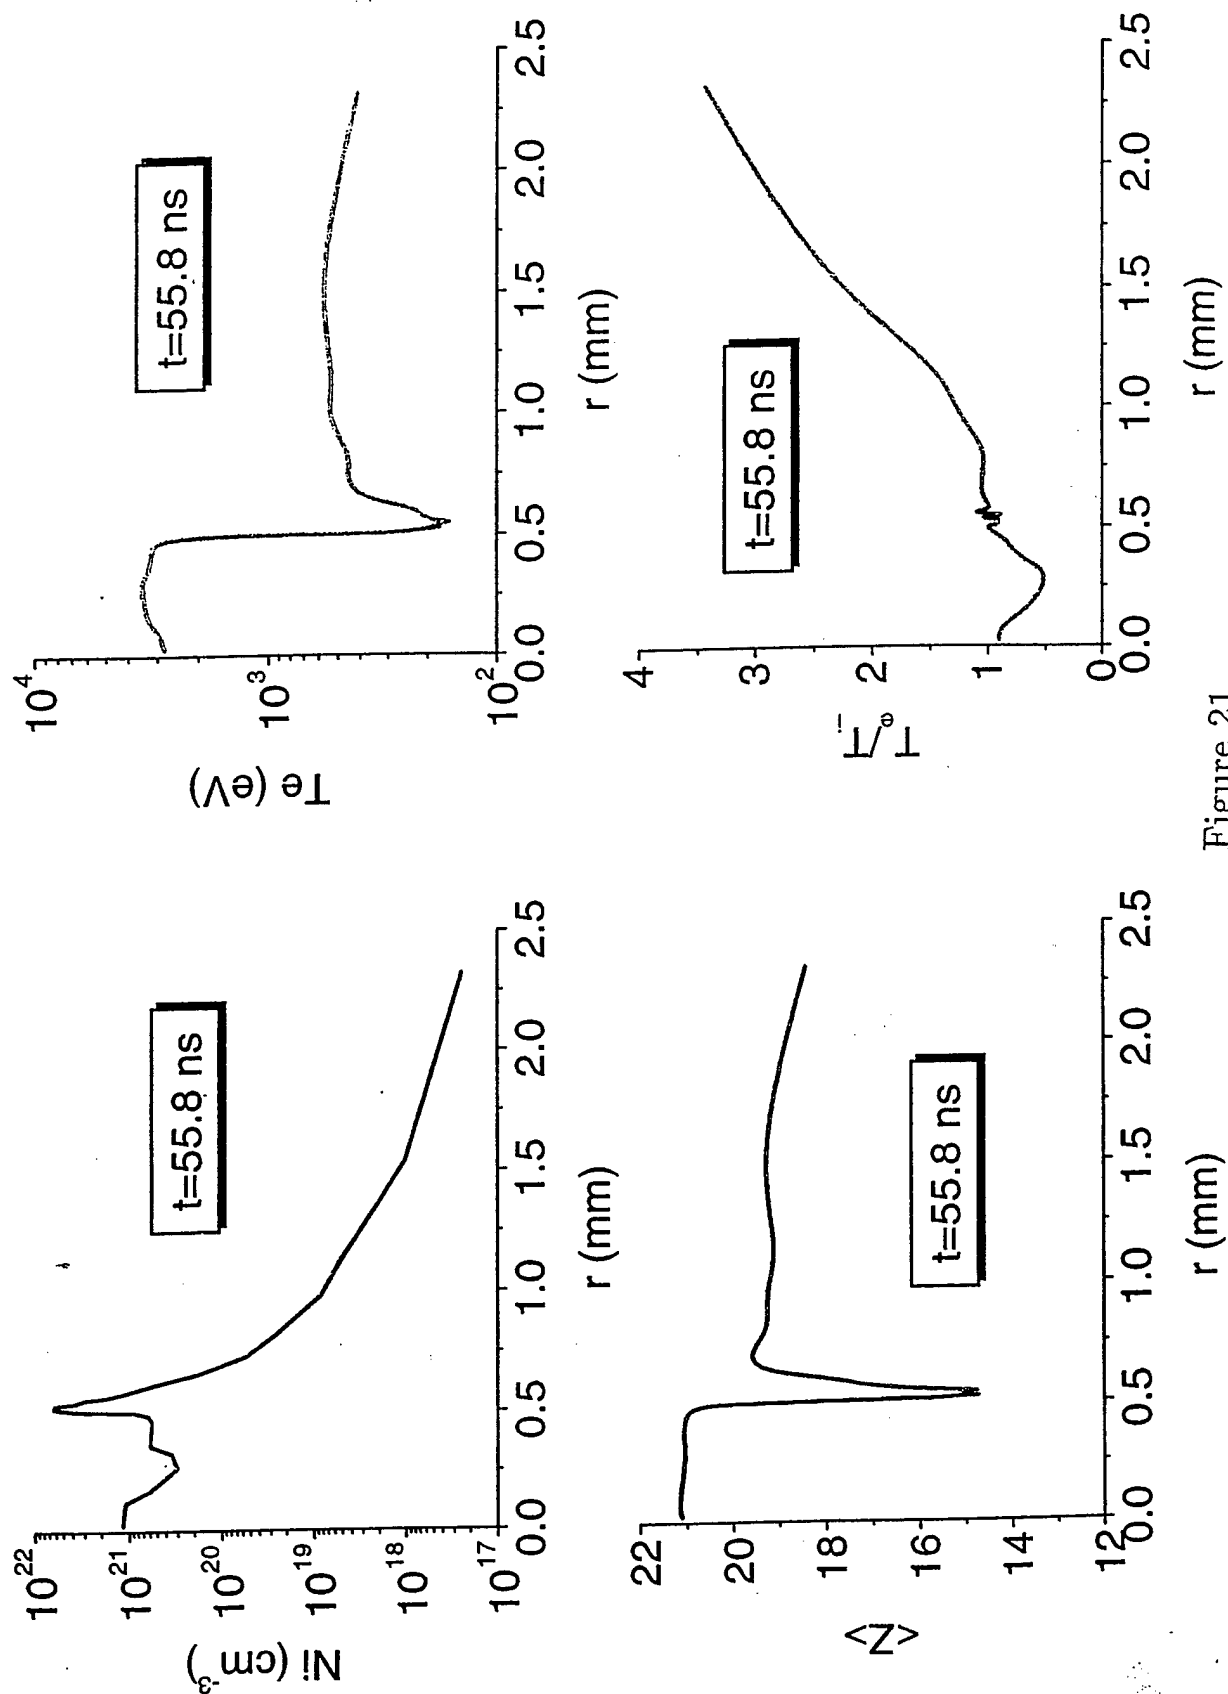 10^22
10^21
10^20
10^19
10^18
10^17
Ni (cm^-3)
t=55.8 ns
0.0 0.5 1.0 1.5 2.0 2.5
r (mm)
10^4
10^3
10^2
Te (eV)
t=55.8 ns
0.0 0.5 1.0 1.5 2.0 2.5
r (mm)
22
20
18
16
14
12
<Z>
t=55.8 ns
0.0 0.5 1.0 1.5 2.0 2.5
r (mm)
4
3
2
1
0
T_e/T_i
t=55.8 ns
0.0 0.5 1.0 1.5 2.0 2.5
r (mm)
Figure 21